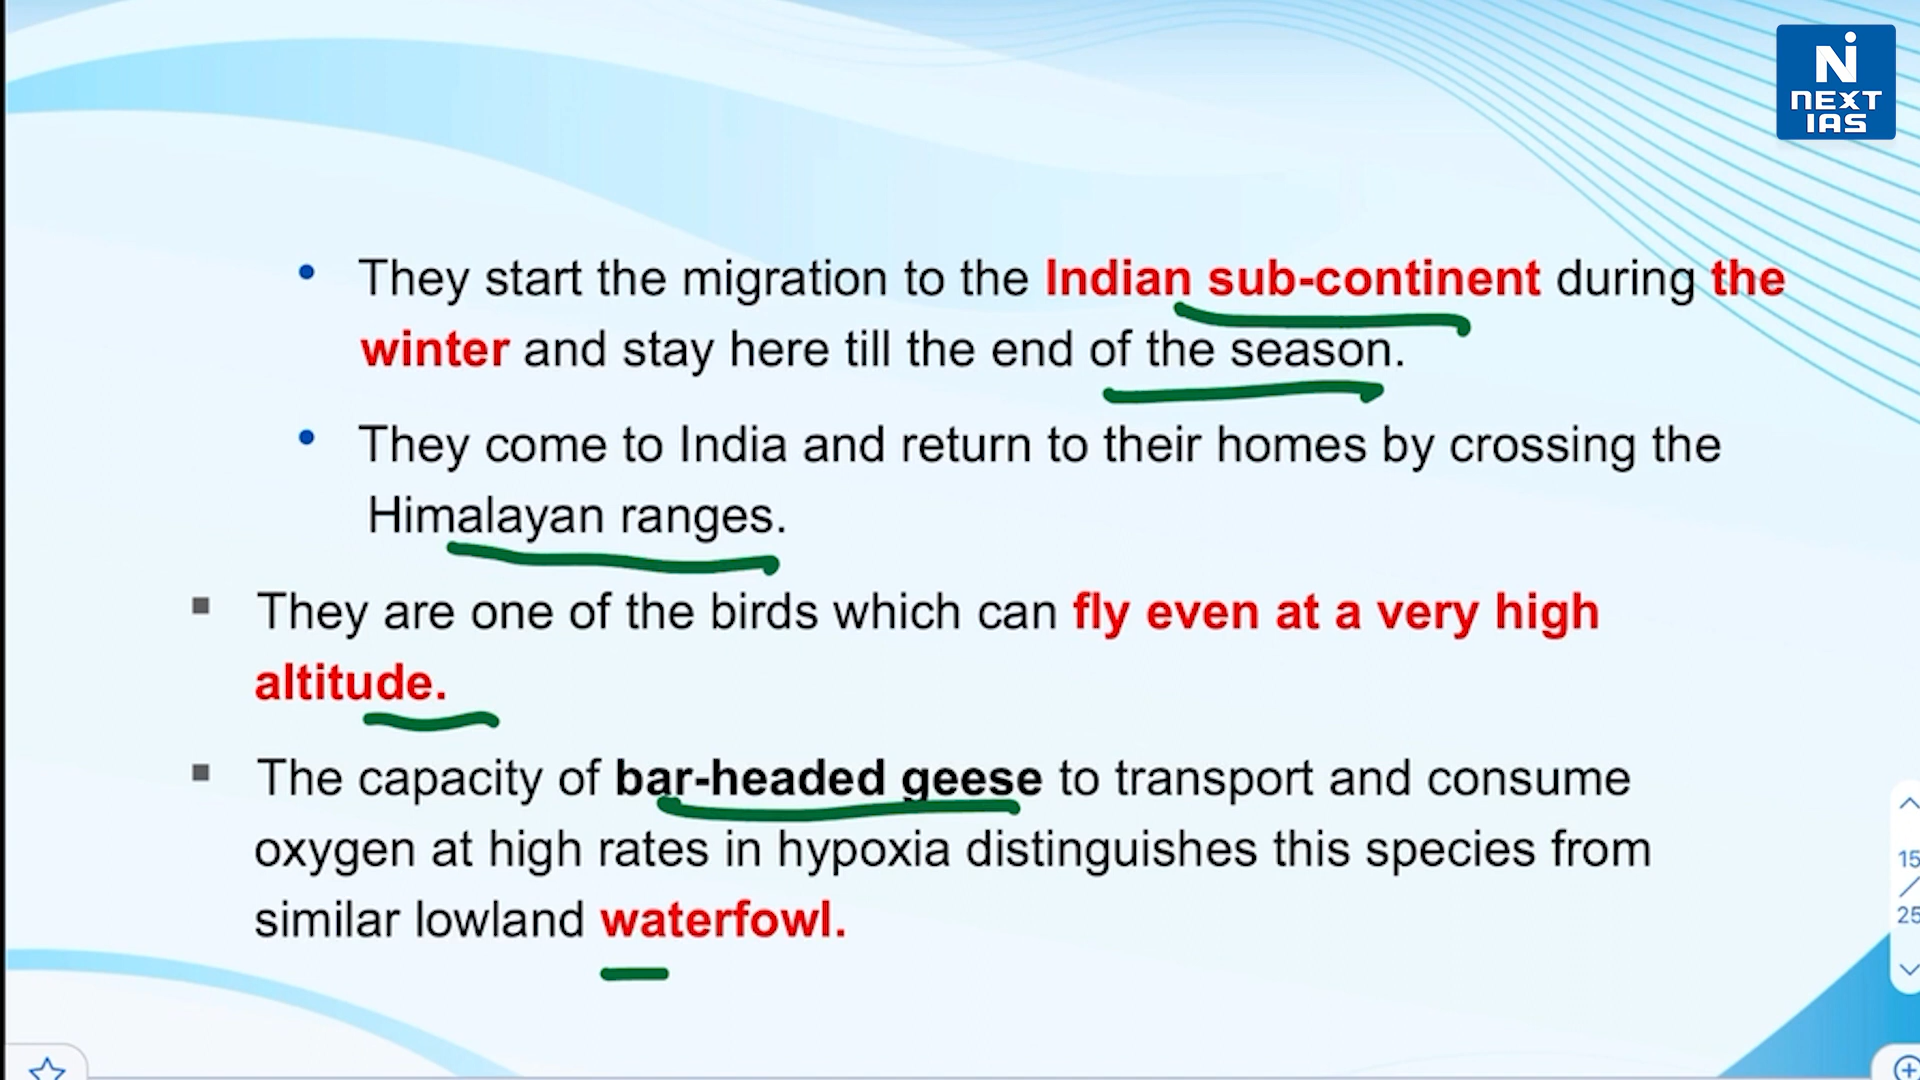 NEXT
IAS
• They start the migration to the Indian sub-continent during the
winter and stay here till the end of the season.
• They come to India and return to their homes by crossing the
Himalayan ranges.
▪ They are one of the birds which can fly even at a very high
altitude.
▪ The capacity of bar-headed geese to transport and consume
oxygen at high rates in hypoxia distinguishes this species from
similar lowland waterfowl.
15
/
25